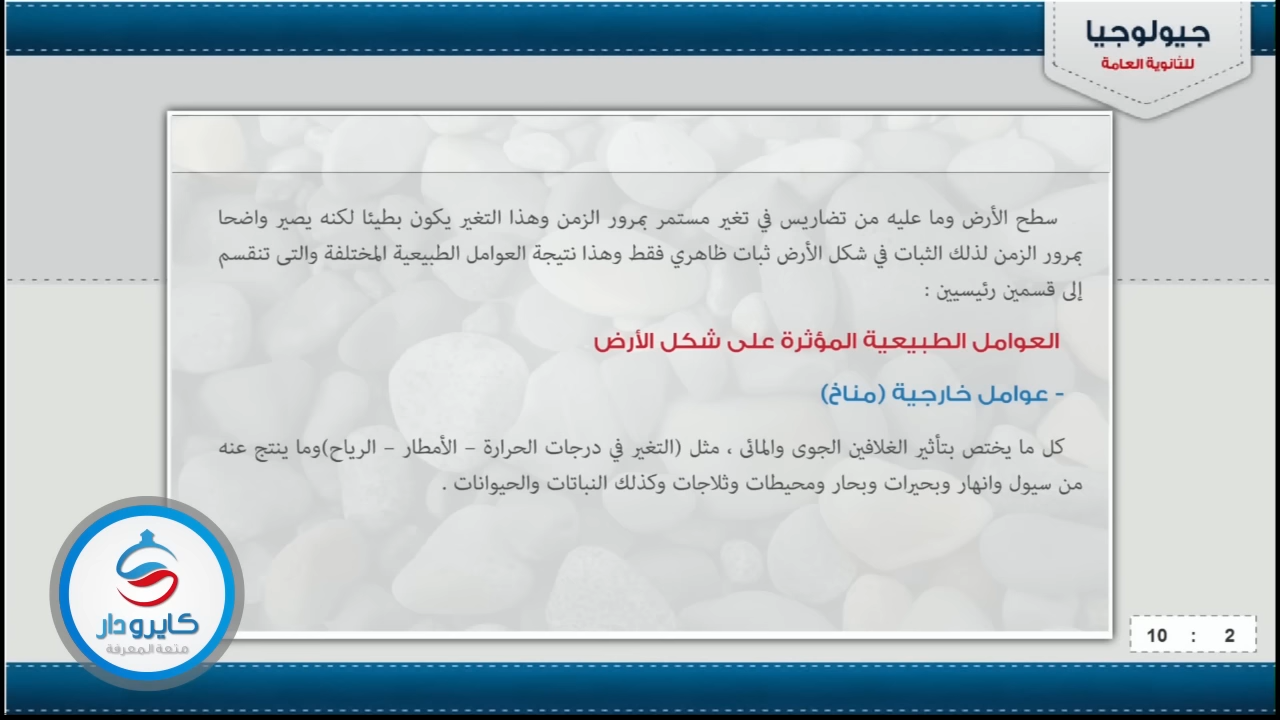 جيولوجيا
للثانوية العامة
سطح الأرض وما عليه من تضاريس في تغير مستمر بمرور الزمن وهذا التغير يكون بطيئا لكنه يصير واضحا
بمرور الزمن لذلك الثبات في شكل الأرض ثبات ظاهري فقط وهذا نتيجة العوامل الطبيعية المختلفة والتى تنقسم
إلى قسمين رئيسيين :
العوامل الطبيعية المؤثرة على شكل الأرض
- عوامل خارجية (مناخ)
كل ما يختص بتأثير الغلافين الجوى والمائى ، مثل (التغير في درجات الحرارة – الأمطار – الرياح)وما ينتج عنه
من سيول وانهار وبحيرات وبحار ومحيطات وثلاجات وكذلك النباتات والحيوانات .
كايرودار
متعة المعرفة
10 : 2